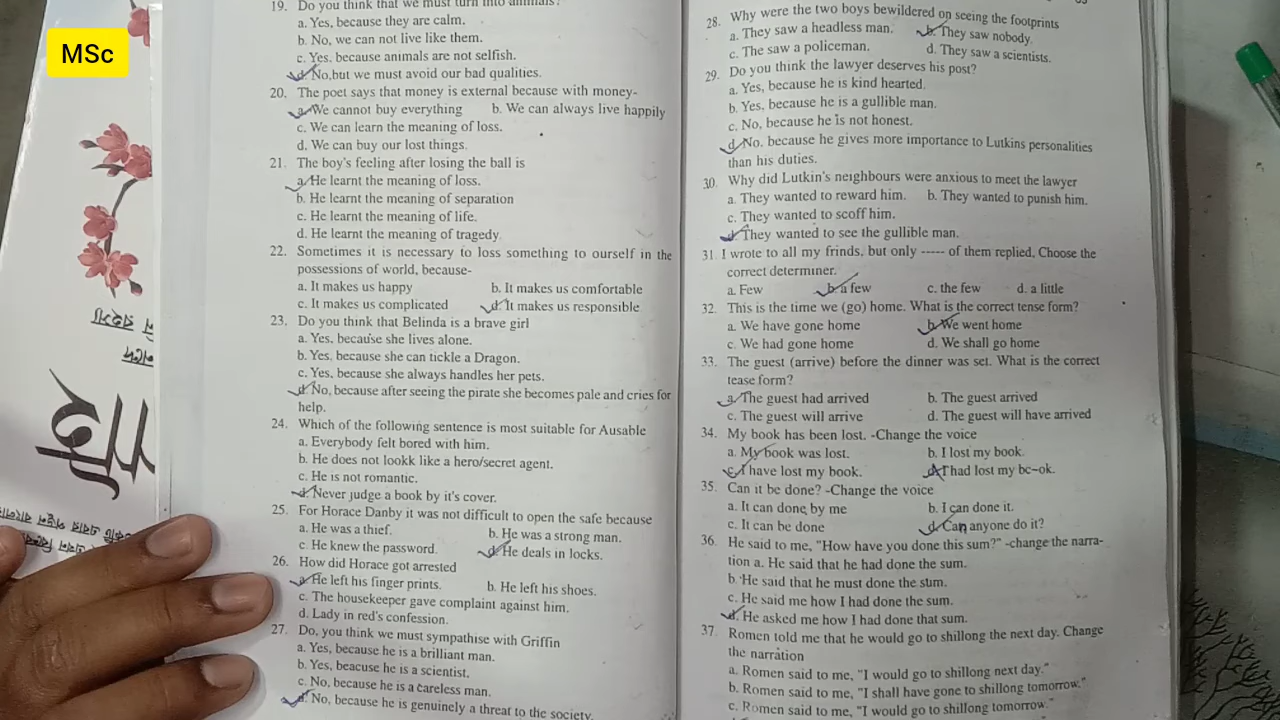 MSc
19. Do you think that we must turn into animals?
a. Yes, because they are calm.
b. No, we can not live like them.
c. Yes, because animals are not selfish.
d. No,but we must avoid our bad qualities.
20. The poet says that money is external because with money-
a. We cannot buy everything b. We can always live happily
c. We can learn the meaning of loss.
d. We can buy our lost things.
21. The boy's feeling after losing the ball is
a. He learnt the meaning of loss.
b. He learnt the meaning of separation
c. He learnt the meaning of life.
d. He learnt the meaning of tragedy.
22. Sometimes it is necessary to loss something to ourself in the
possessions of world, because-
a. It makes us happy b. It makes us comfortable
c. It makes us complicated d. It makes us responsible
23. Do you think that Belinda is a brave girl
a. Yes, because she lives alone.
b. Yes, because she can tickle a Dragon.
c. Yes, because she always handles her pets.
d. No, because after seeing the pirate she becomes pale and cries for
help.
24. Which of the following sentence is most suitable for Ausable
a. Everybody felt bored with him.
b. He does not lookk like a hero/secret agent.
c. He is not romantic.
d. Never judge a book by it's cover.
25. For Horace Danby it was not difficult to open the safe because
a. He was a thief. b. He was a strong man.
c. He knew the password. d. He deals in locks.
26. How did Horace got arrested
a. He left his finger prints. b. He left his shoes.
c. The housekeeper gave complaint against him.
d. Lady in red's confession.
27. Do, you think we must sympathise with Griffin
a. Yes, because he is a brilliant man.
b. Yes, beacuse he is a scientist.
c. No, because he is a careless man.
d. No, because he is genuinely a threat to the society.
28. Why were the two boys bewildered on seeing the footprints
a. They saw a headless man. b. They saw nobody.
c. The saw a policeman. d. They saw a scientists.
29. Do you think the lawyer deserves his post?
a. Yes, because he is kind hearted.
b. Yes, because he is a gullible man.
c. No, because he is not honest.
d. No, because he gives more importance to Lutkins personalities
than his duties.
30. Why did Lutkin's neighbours were anxious to meet the lawyer
a. They wanted to reward him. b. They wanted to punish him.
c. They wanted to scoff him.
d. They wanted to see the gullible man.
31. I wrote to all my frinds, but only ----- of them replied, Choose the
correct determiner.
a. Few b. a few c. the few d. a little
32. This is the time we (go) home. What is the correct tense form?
a. We have gone home b. We went home
c. We had gone home d. We shall go home
33. The guest (arrive) before the dinner was set. What is the correct
tease form?
a. The guest had arrived b. The guest arrived
c. The guest will arrive d. The guest will have arrived
34. My book has been lost. -Change the voice
a. My book was lost. b. I lost my book.
c. I have lost my book. d. I had lost my bc~ok.
35. Can it be done? -Change the voice
a. It can done by me b. I can done it.
c. It can be done d. Can anyone do it?
36. He said to me, "How have you done this sum?" -change the narra-
tion a. He said that he had done the sum.
b. He said that he must done the sum.
c. He said me how I had done the sum.
d. He asked me how I had done that sum.
37. Romen told me that he would go to shillong the next day. Change
the narration
a. Romen said to me, "I would go to shillong next day."
b. Romen said to me, "I shall have gone to shillong tomorrow."
c. Romen said to me, "I would go to shillong tomorrow."